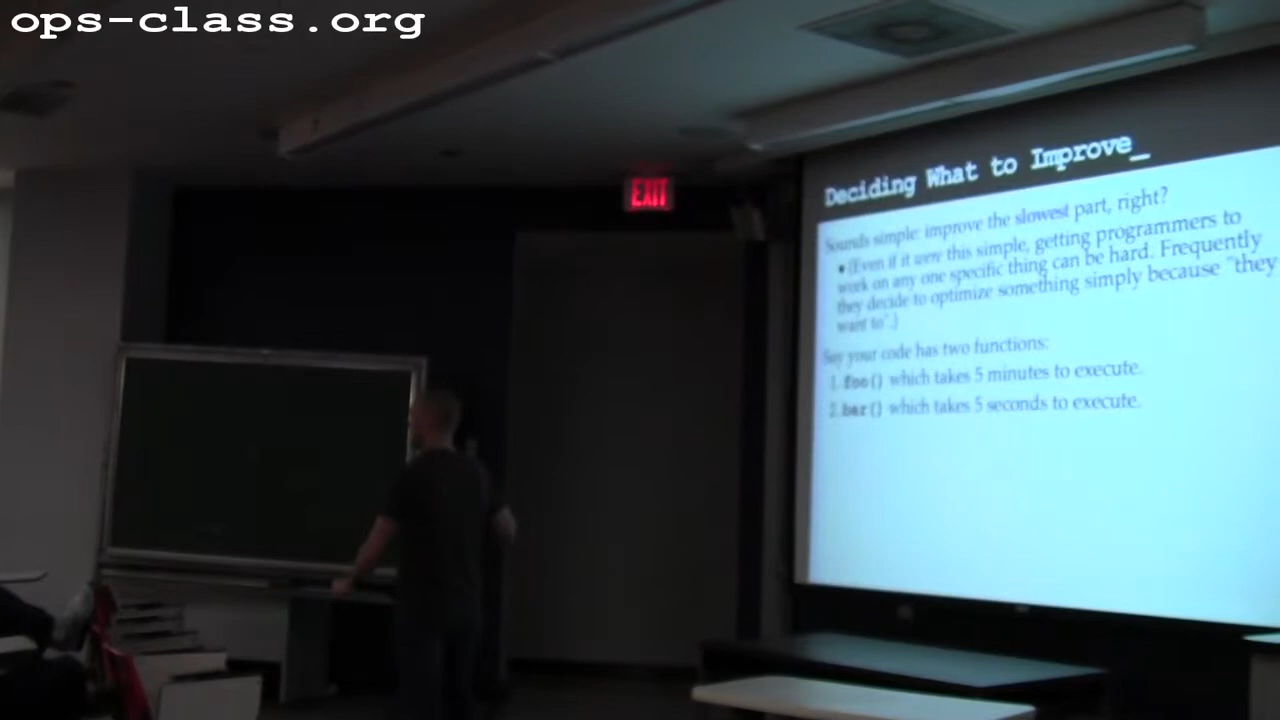 ops-class.org
EXIT
Deciding What to Improve_
Sounds simple: improve the slowest part, right?
• (Even if it were this simple, getting programmers to
work on any one specific thing can be hard. Frequently
they decide to optimize something simply because "they
want to".)
Say your code has two functions:
1. foo() which takes 5 minutes to execute.
2. bar() which takes 5 seconds to execute.